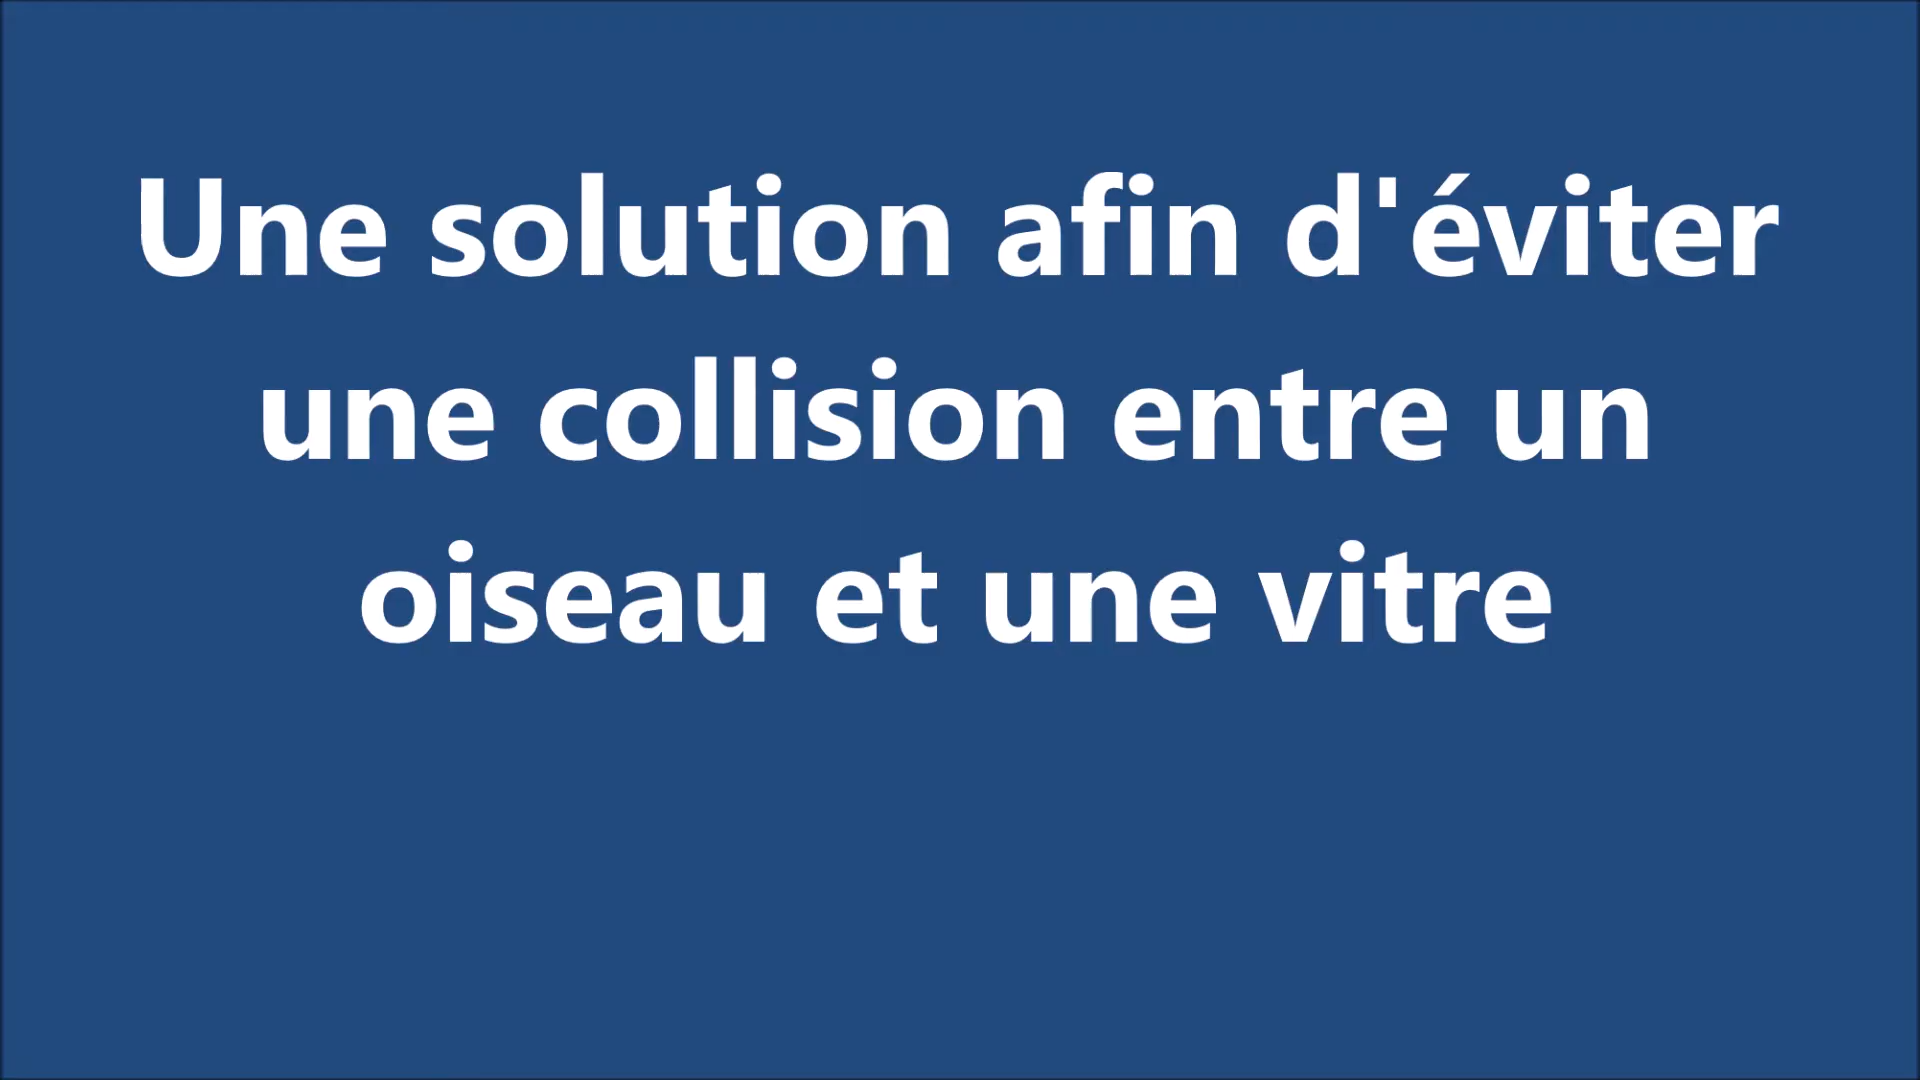 Une solution afin d'éviter
une collision entre un
oiseau et une vitre